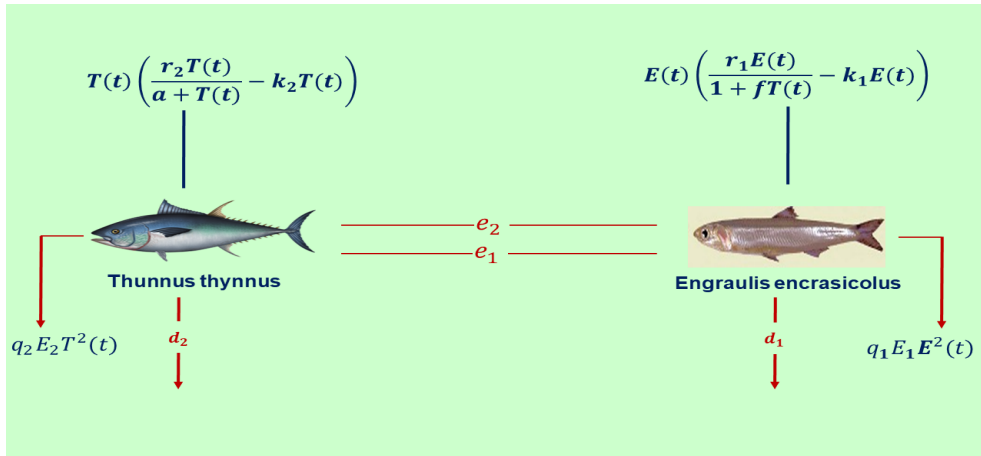 T(t) ( r₂T(t) / a + T(t) − k₂T(t) )
E(t) ( r₁E(t) / 1 + fT(t) − k₁E(t) )
e₂
e₁
Thunnus thynnus
Engraulis encrasicolus
q₂E₂T²(t)
d₂
d₁
q₁E₁E²(t)